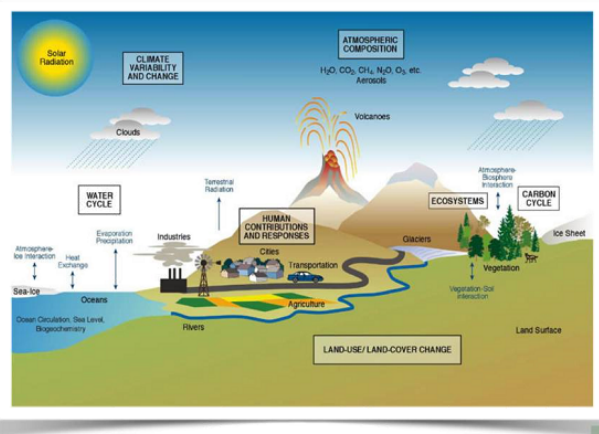 Solar
Radiation
CLIMATE
VARIABILITY
AND CHANGE
ATMOSPHERIC
COMPOSITION
H₂O, CO₂, CH₄, N₂O, O₃, etc.
Aerosols
Clouds
Volcanoes
Terrestrial
Radiation
Atmosphere-
Biosphere
Interaction
WATER
CYCLE
ECOSYSTEMS
CARBON
CYCLE
HUMAN
CONTRIBUTIONS
AND RESPONSES
Evaporation
Precipitation
Industries
Cities
Glaciers
Ice Sheet
Atmosphere-
Ice Interaction
Heat
Exchange
Transportation
Vegetation
Sea-Ice
Oceans
Agriculture
Vegetation-Soil
Interaction
Ocean Circulation, Sea Level,
Biogeochemistry
Rivers
Land Surface
LAND-USE/ LAND-COVER CHANGE